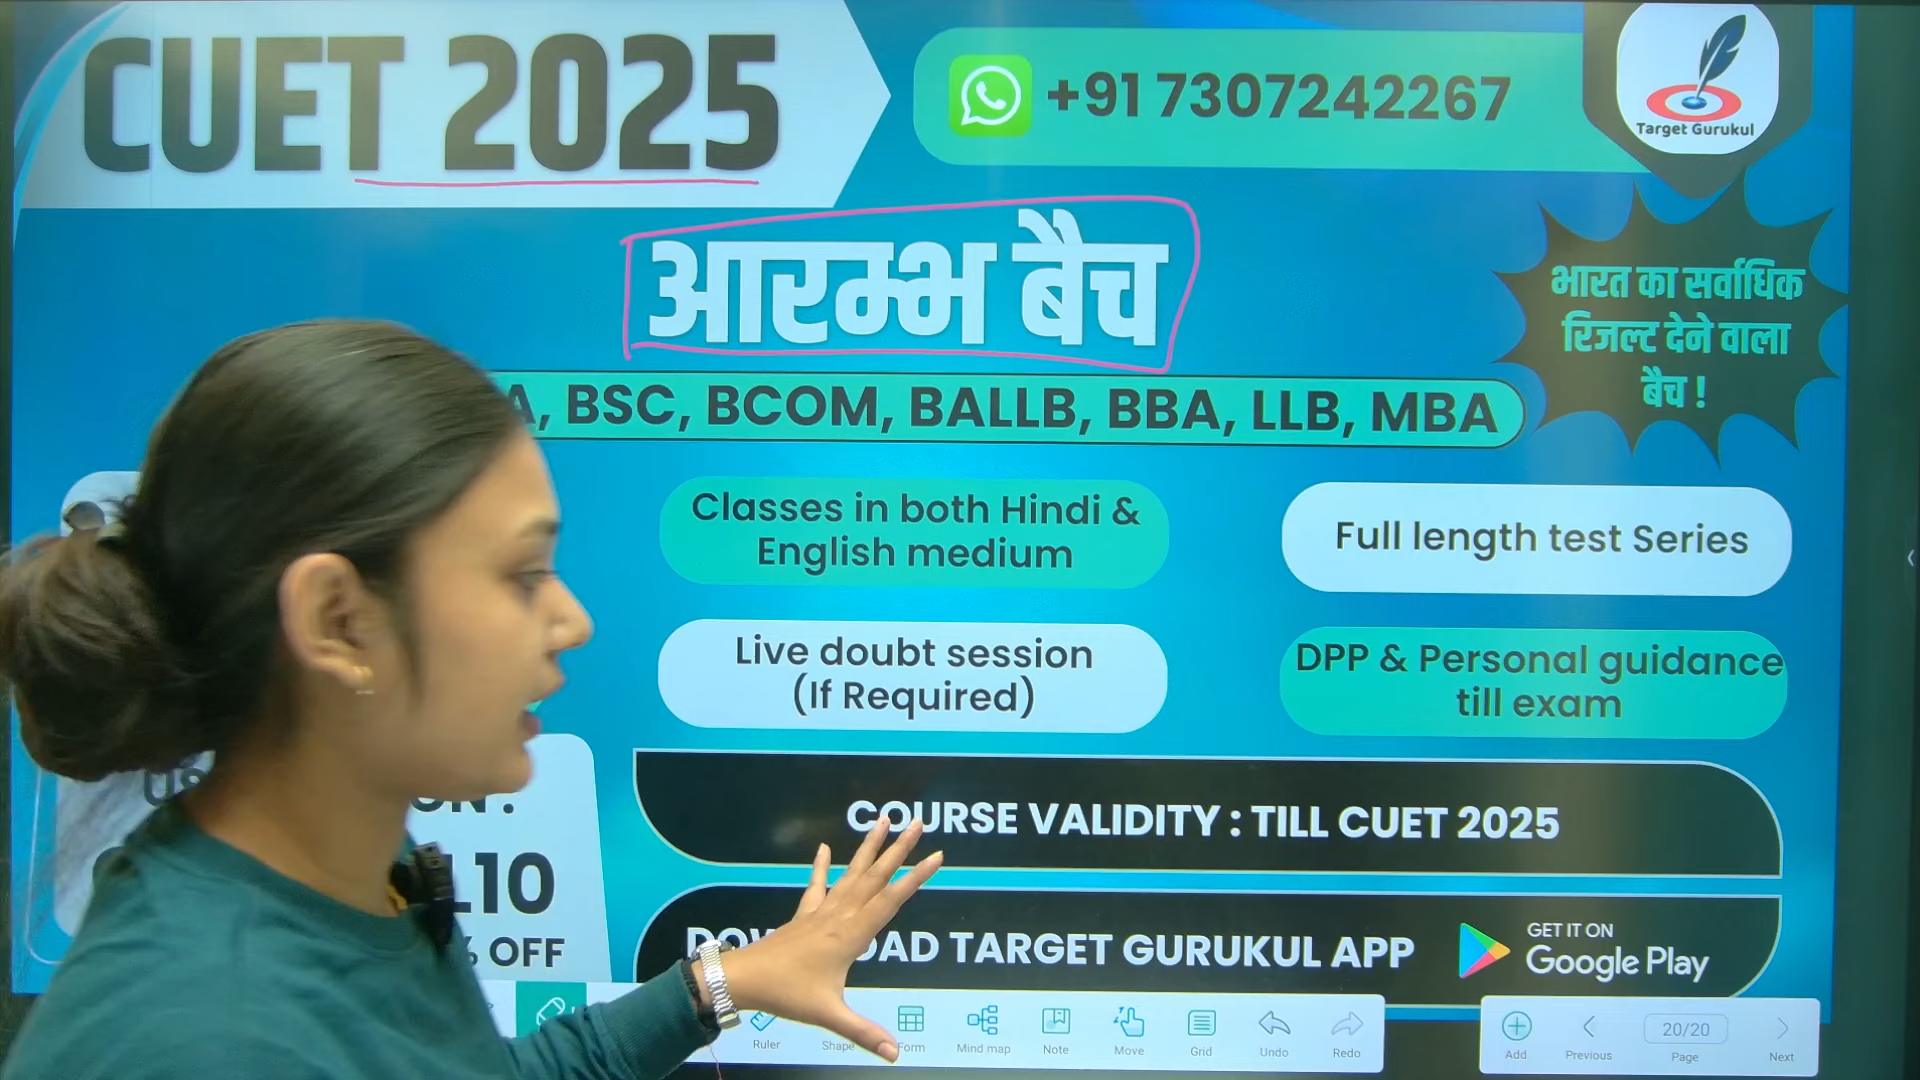 CUET 2025
+91 7307242267
Target Gurukul
आरम्भ बैच
भारत का सर्वाधिक
रिजल्ट देने वाला
बैच !
BSC, BCOM, BALLB, BBA, LLB, MBA
Classes in both Hindi &
English medium
Full length test Series
Live doubt session
(If Required)
DPP & Personal guidance
till exam
COURSE VALIDITY : TILL CUET 2025
OFF
TARGET GURUKUL APP
GET IT ON
Google Play
Ruler
Shape
Form
Mind map
Note
Move
Grid
Undo
Redo
Add
Previous
20/20
Page
Next